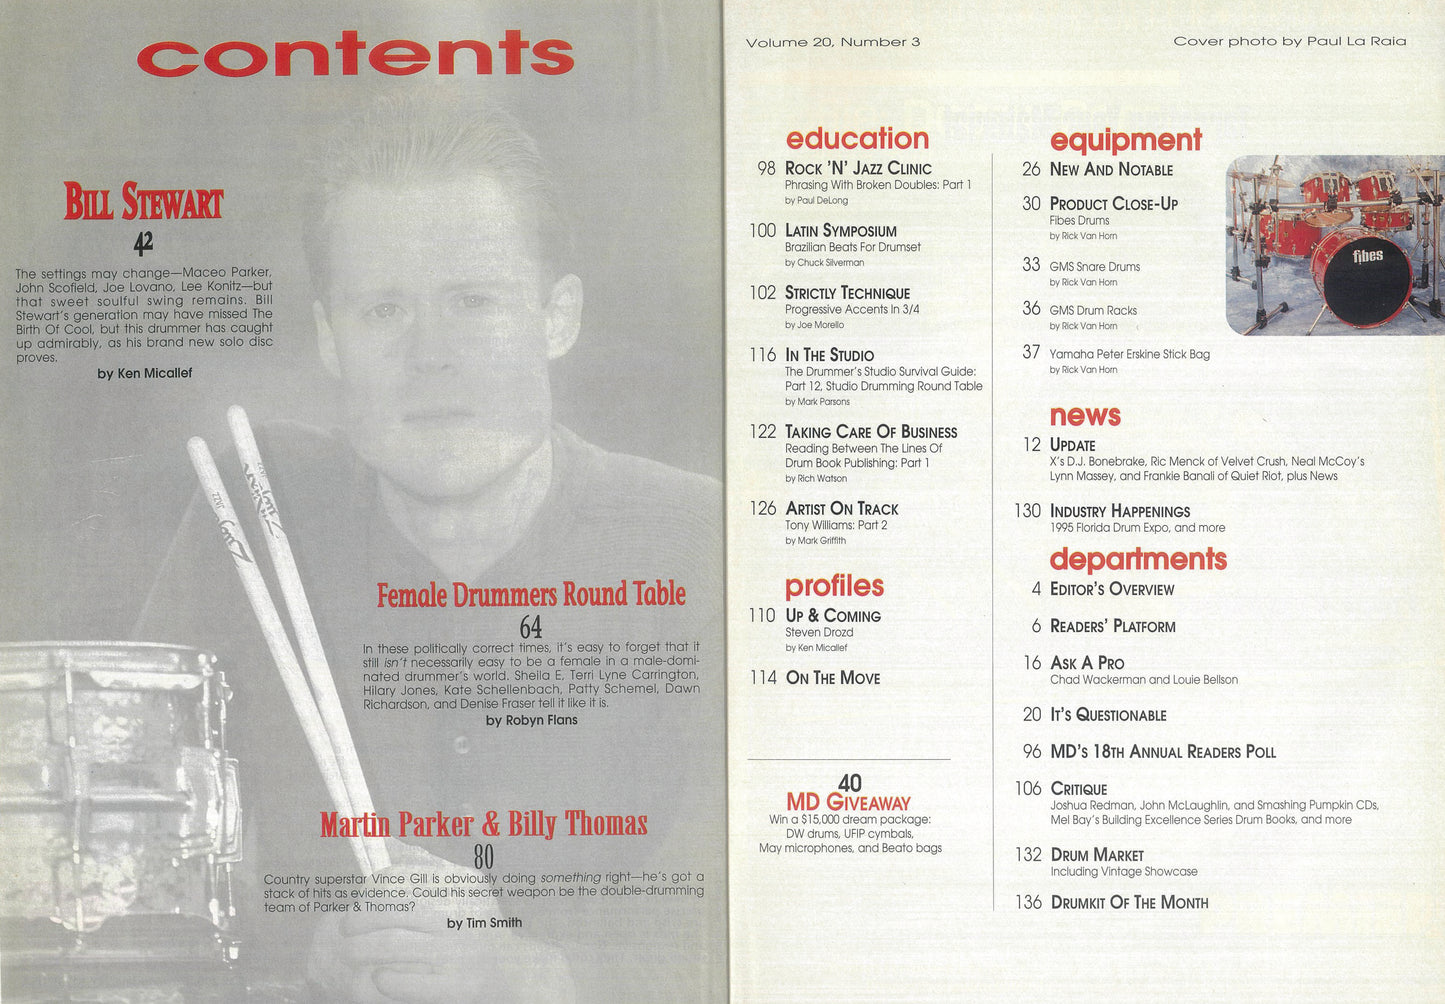 contents
BILL STEWART
42
The settings may change—Maceo Parker,
John Scofield, Joe Lovano, Lee Konitz—but
that sweet soulful swing remains. Bill
Stewart's generation may have missed The
Birth Of Cool, but this drummer has caught
up admirably, as his brand new solo disc
proves.
by Ken Micallef
Female Drummers Round Table
64
In these politically correct times, it's easy to forget that it
still isn't necessarily easy to be a female in a male-domi-
nated drummer's world. Sheila E, Terri Lyne Carrington,
Hilary Jones, Kate Schellenbach, Patty Schemel, Dawn
Richardson, and Denise Fraser tell it like it is.
by Robyn Flans
Martin Parker & Billy Thomas
80
Country superstar Vince Gill is obviously doing something right—he's got a
stack of hits as evidence. Could his secret weapon be the double-drumming
team of Parker & Thomas?
by Tim Smith
Volume 20, Number 3
Cover photo by Paul La Raia
education
98 ROCK 'N' JAZZ CLINIC
Phrasing With Broken Doubles: Part 1
by Paul DeLong
100 LATIN SYMPOSIUM
Brazilian Beats For Drumset
by Chuck Silverman
102 STRICTLY TECHNIQUE
Progressive Accents In 3/4
by Joe Morello
116 IN THE STUDIO
The Drummer's Studio Survival Guide:
Part 12, Studio Drumming Round Table
by Mark Parsons
122 TAKING CARE OF BUSINESS
Reading Between The Lines Of
Drum Book Publishing: Part 1
by Rich Watson
126 ARTIST ON TRACK
Tony Williams: Part 2
by Mark Griffith
profiles
110 UP & COMING
Steven Drozd
by Ken Micallef
114 ON THE MOVE
40
MD GIVEAWAY
Win a $15,000 dream package:
DW drums, UFIP cymbals,
May microphones, and Beato bags
equipment
26 NEW AND NOTABLE
30 PRODUCT CLOSE-UP
Fibes Drums
by Rick Van Horn
33 GMS Snare Drums
by Rick Van Horn
36 GMS Drum Racks
by Rick Van Horn
37 Yamaha Peter Erskine Stick Bag
by Rick Van Horn
fibes
news
12 UPDATE
X's D.J. Bonebrake, Ric Menck of Velvet Crush, Neal McCoy's
Lynn Massey, and Frankie Banali of Quiet Riot, plus News
130 INDUSTRY HAPPENINGS
1995 Florida Drum Expo, and more
departments
4 EDITOR'S OVERVIEW
6 READERS' PLATFORM
16 ASK A PRO
Chad Wackerman and Louie Bellson
20 IT'S QUESTIONABLE
96 MD'S 18TH ANNUAL READERS POLL
106 CRITIQUE
Joshua Redman, John McLaughlin, and Smashing Pumpkin CDs,
Mel Bay's Building Excellence Series Drum Books, and more
132 DRUM MARKET
Including Vintage Showcase
136 DRUMKIT OF THE MONTH